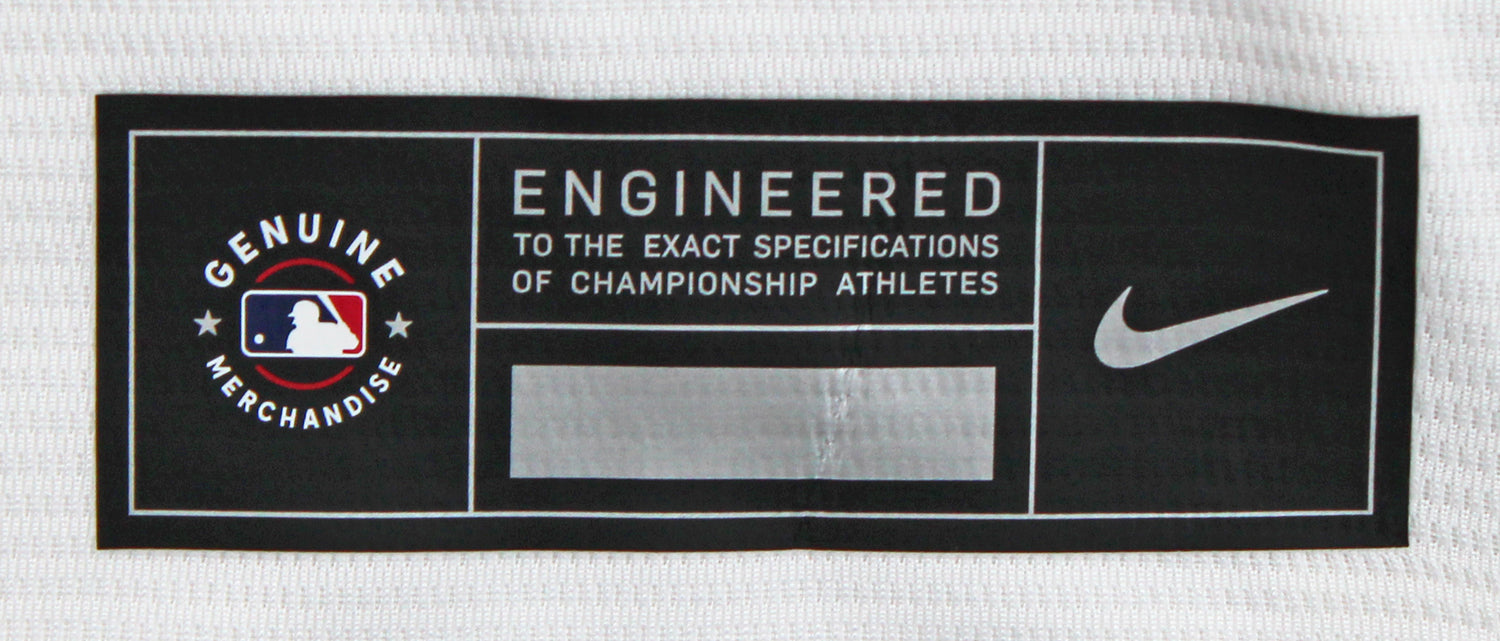 GENUINE
MERCHANDISE
ENGINEERED
TO THE EXACT SPECIFICATIONS
OF CHAMPIONSHIP ATHLETES